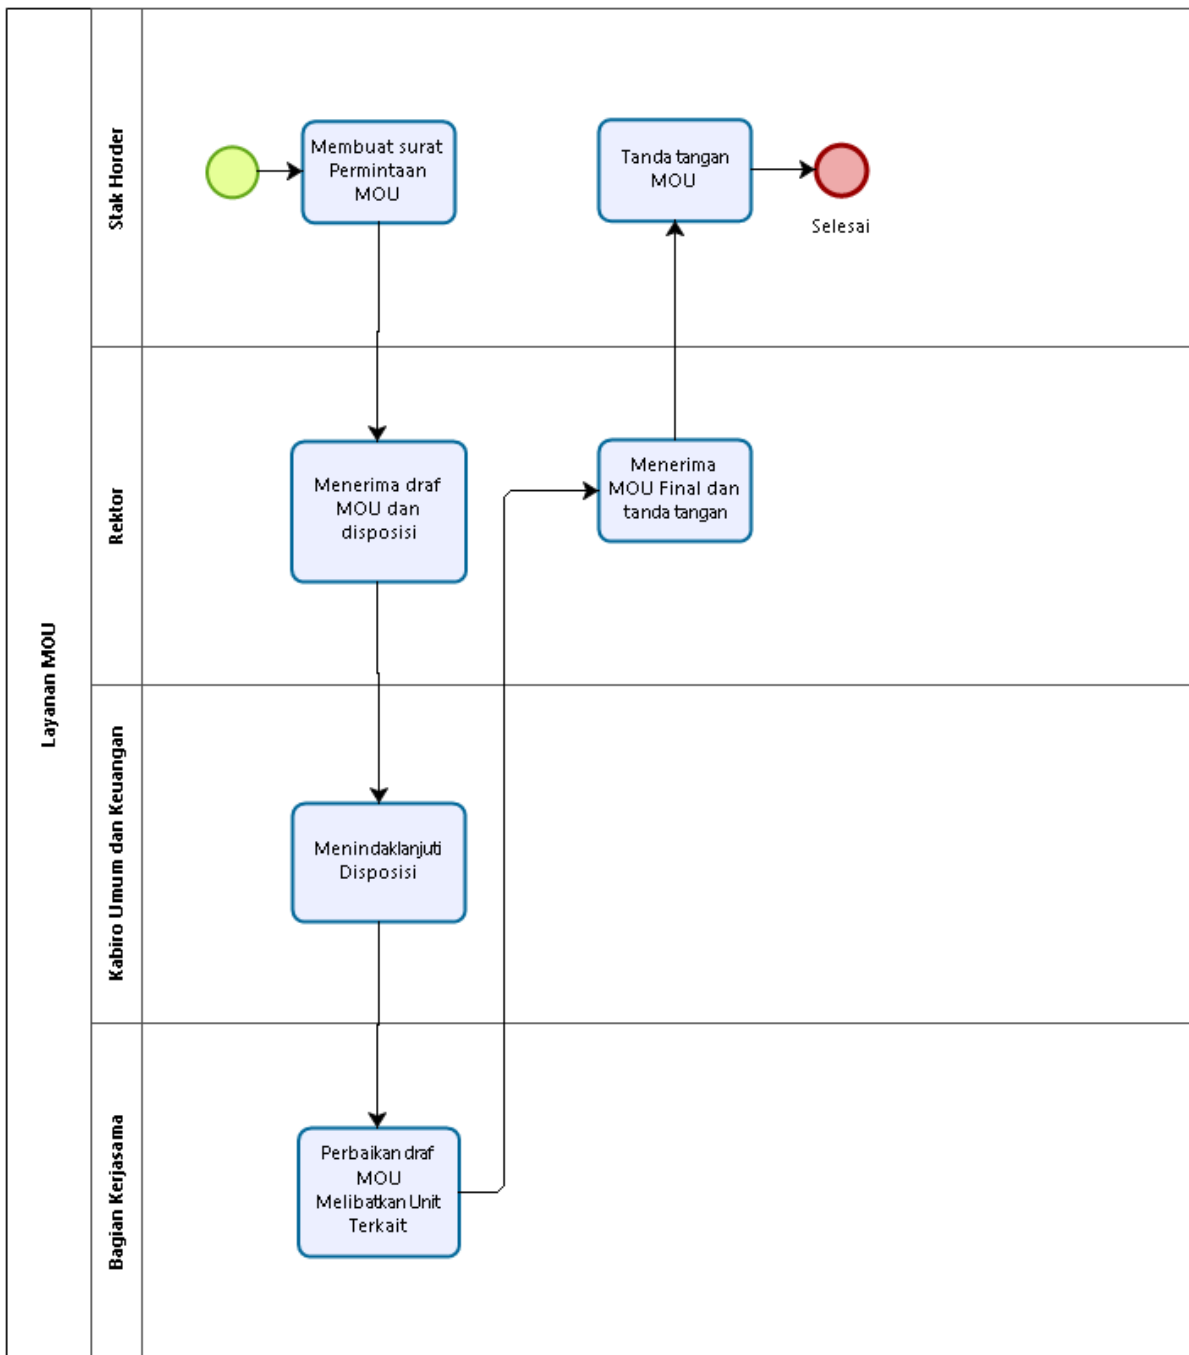 Layanan MOU
Stak Horder
Membuat surat
Permintaan
MOU
Tanda tangan
MOU
Selesai
Rektor
Menerima draf
MOU dan
disposisi
Menerima
MOU Final dan
tanda tangan
Kabiro Umum dan Keuangan
Menindaklanjuti
Disposisi
Bagian Kerjasama
Perbaikan draf
MOU
Melibatkan Unit
Terkait